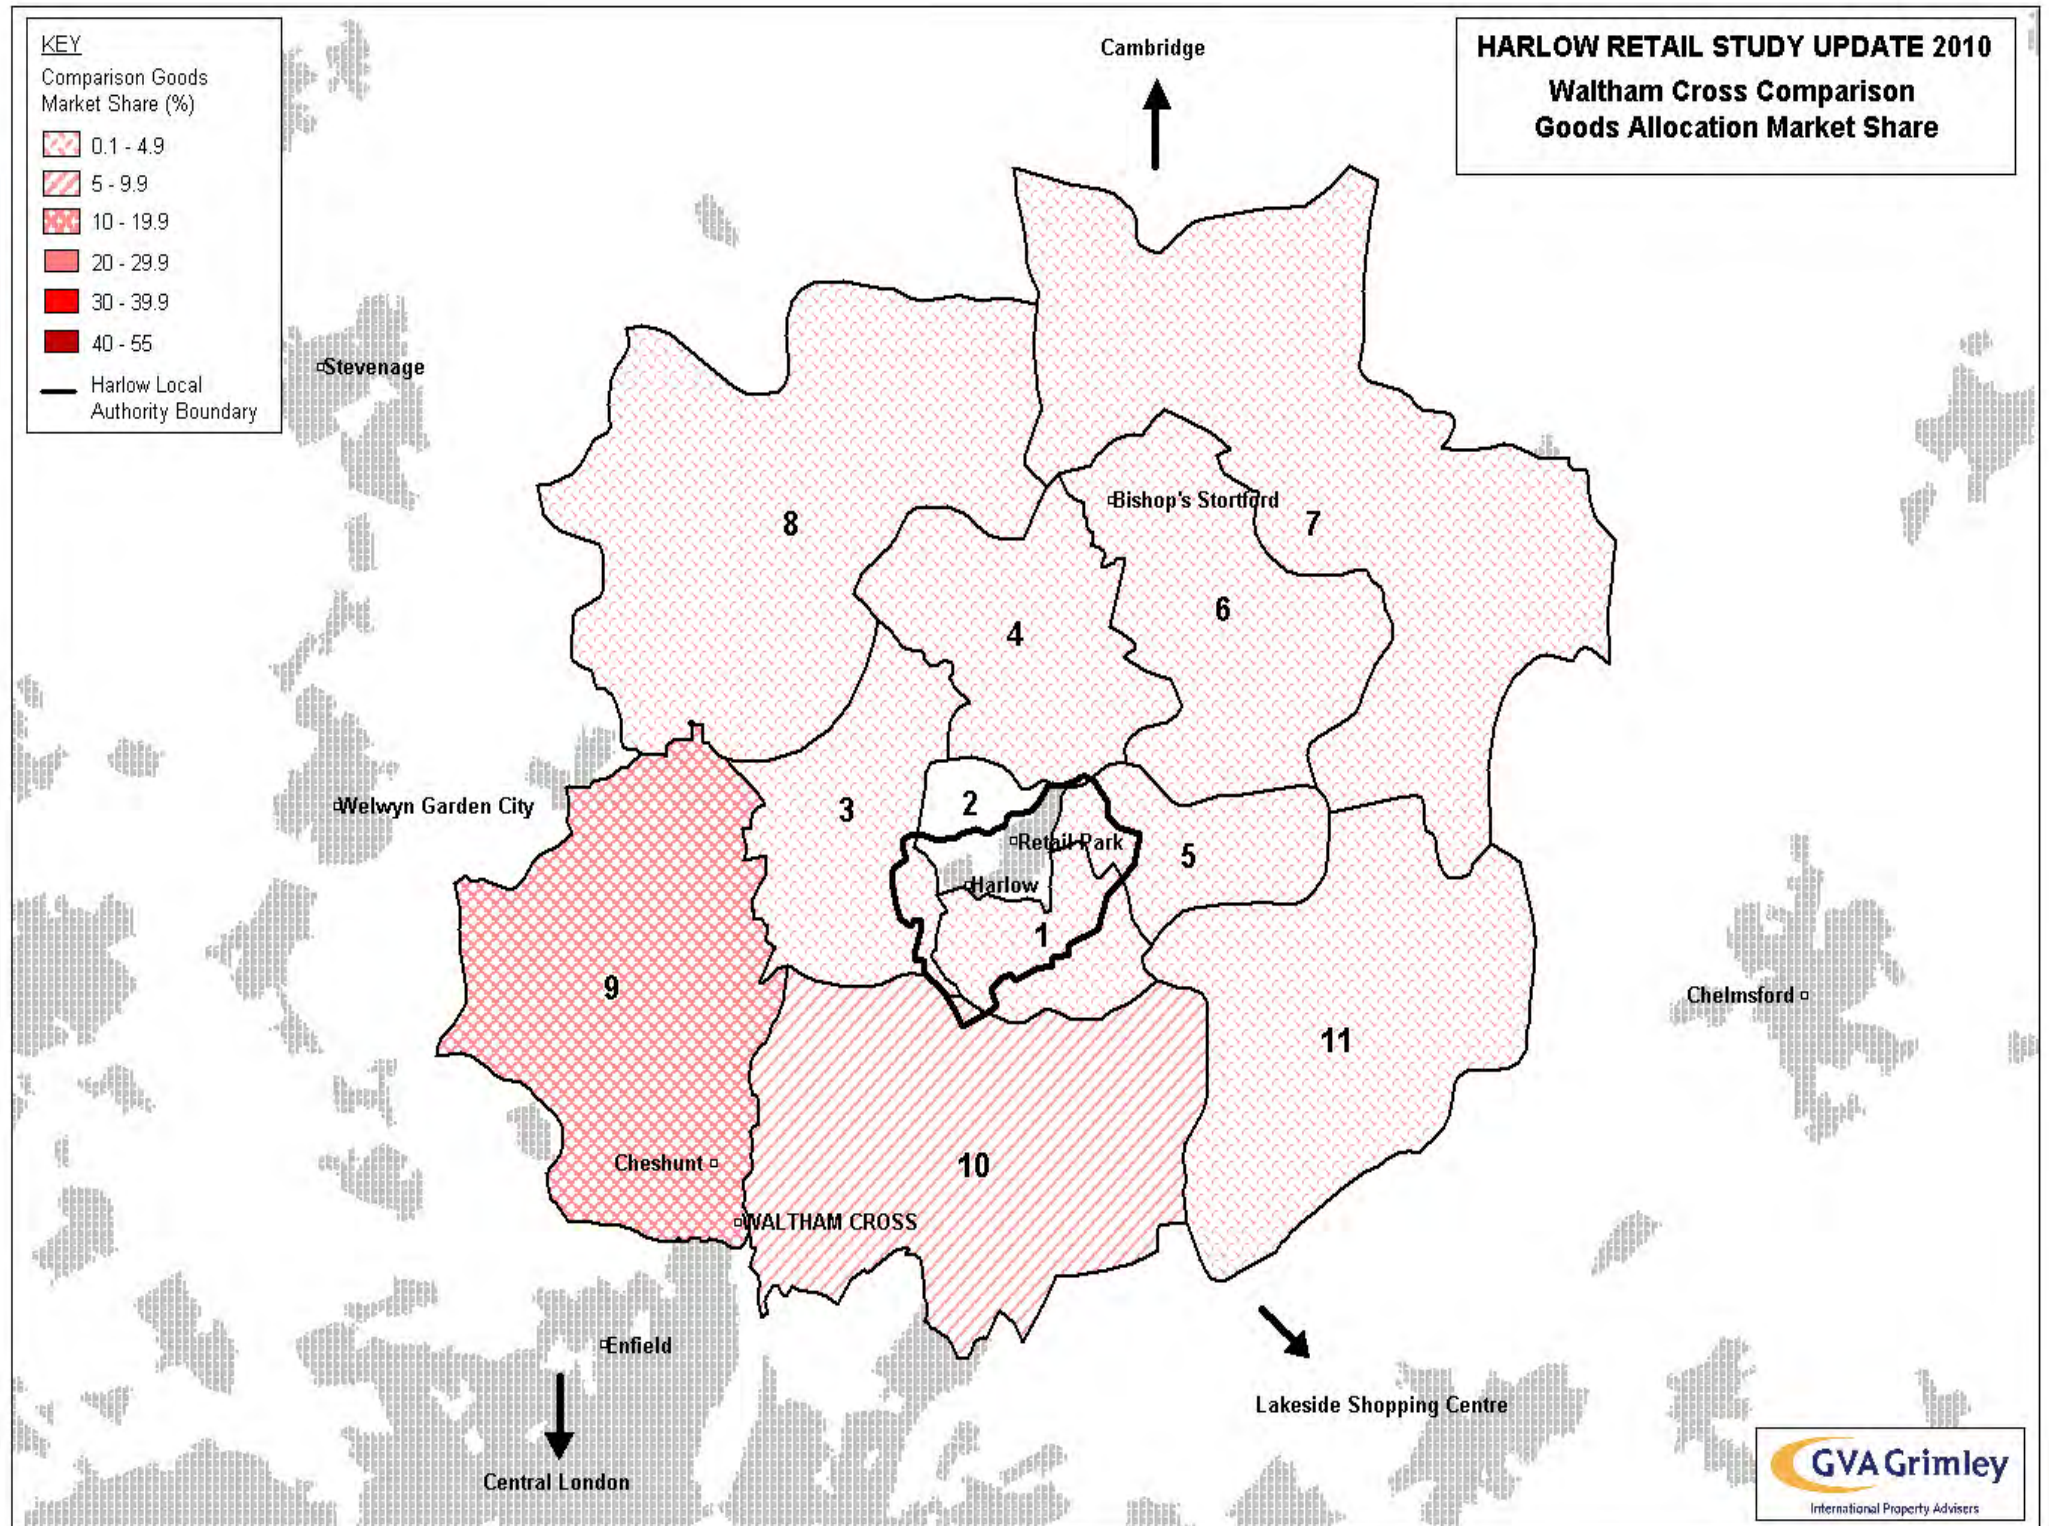 KEY
Comparison Goods
Market Share (%)
0.1 - 4.9
5 - 9.9
10 - 19.9
20 - 29.9
30 - 39.9
40 - 55
Harlow Local
Authority Boundary
HARLOW RETAIL STUDY UPDATE 2010
Waltham Cross Comparison
Goods Allocation Market Share
Cambridge
Stevenage
Bishop's Stortford
8
7
6
4
Welwyn Garden City
3
2
Retail Park
5
Harlow
1
9
Chelmsford
11
Cheshunt
10
WALTHAM CROSS
Enfield
Lakeside Shopping Centre
Central London
GVA Grimley
International Property Advisers